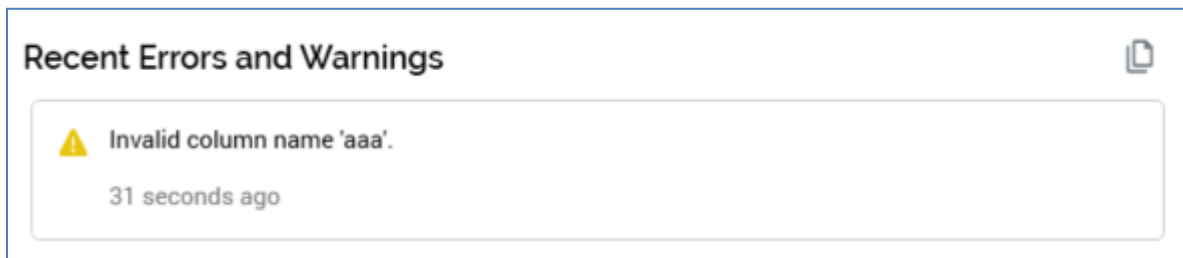 Recent Errors and Warnings
Invalid column name 'aaa'.
31 seconds ago